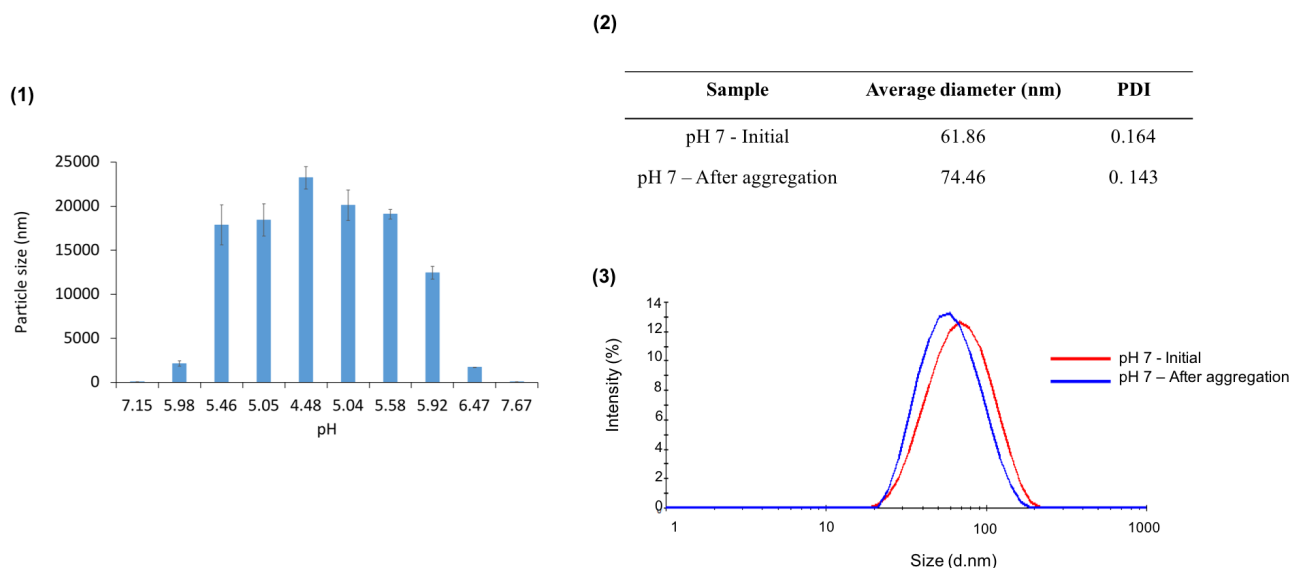 (1)
Particle size (nm)
25000
20000
15000
10000
5000
0
7.15 5.98 5.46 5.05 4.48 5.04 5.58 5.92 6.47 7.67
pH
(2)
Sample Average diameter (nm) PDI
pH 7 - Initial 61.86 0.164
pH 7 – After aggregation 74.46 0. 143
(3)
Intensity (%)
14
12
10
8
6
4
2
0
1 10 100 1000
Size (d.nm)
pH 7 - Initial
pH 7 – After aggregation